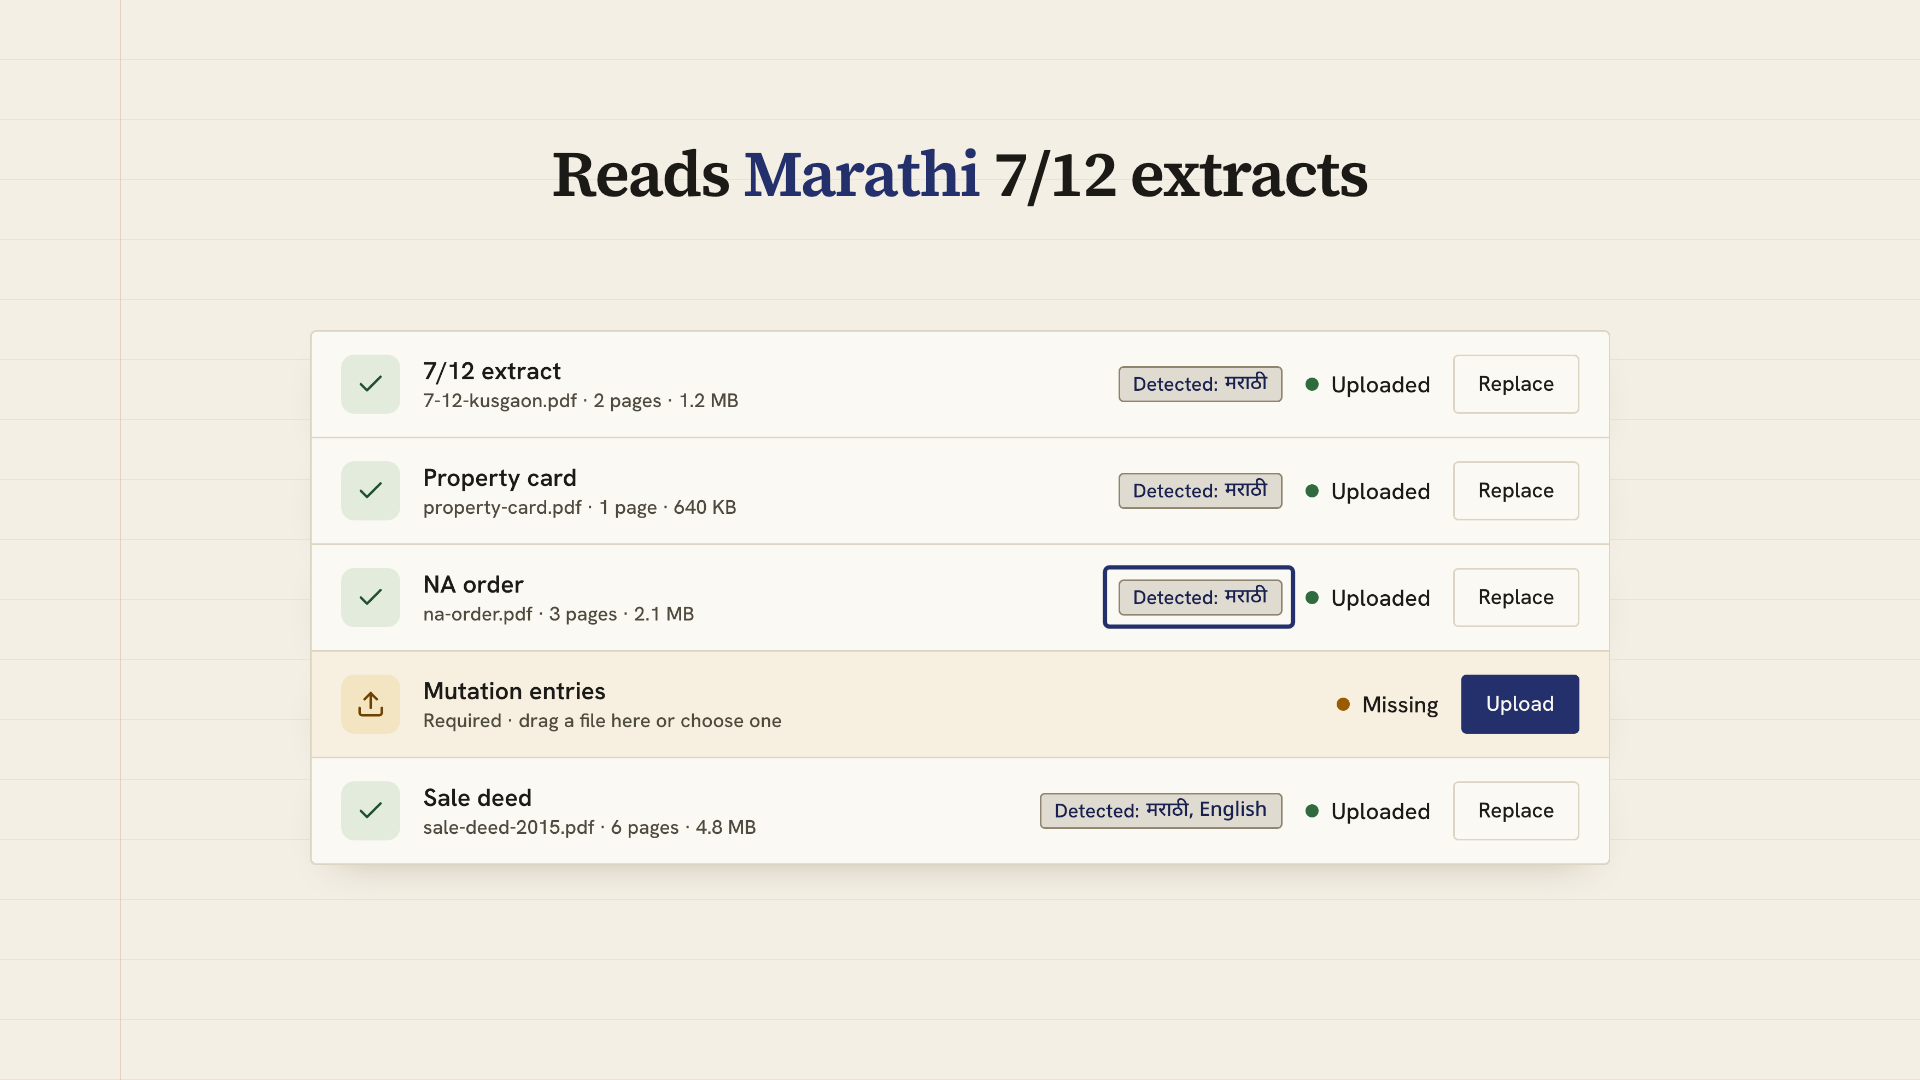 Reads Marathi 7/12 extracts
7/12 extract
7-12-kusgaon.pdf · 2 pages · 1.2 MB
Detected: मराठी
Uploaded
Replace
Property card
property-card.pdf · 1 page · 640 KB
Detected: मराठी
Uploaded
Replace
NA order
na-order.pdf · 3 pages · 2.1 MB
Detected: मराठी
Uploaded
Replace
Mutation entries
Required · drag a file here or choose one
Missing
Upload
Sale deed
sale-deed-2015.pdf · 6 pages · 4.8 MB
Detected: मराठी, English
Uploaded
Replace